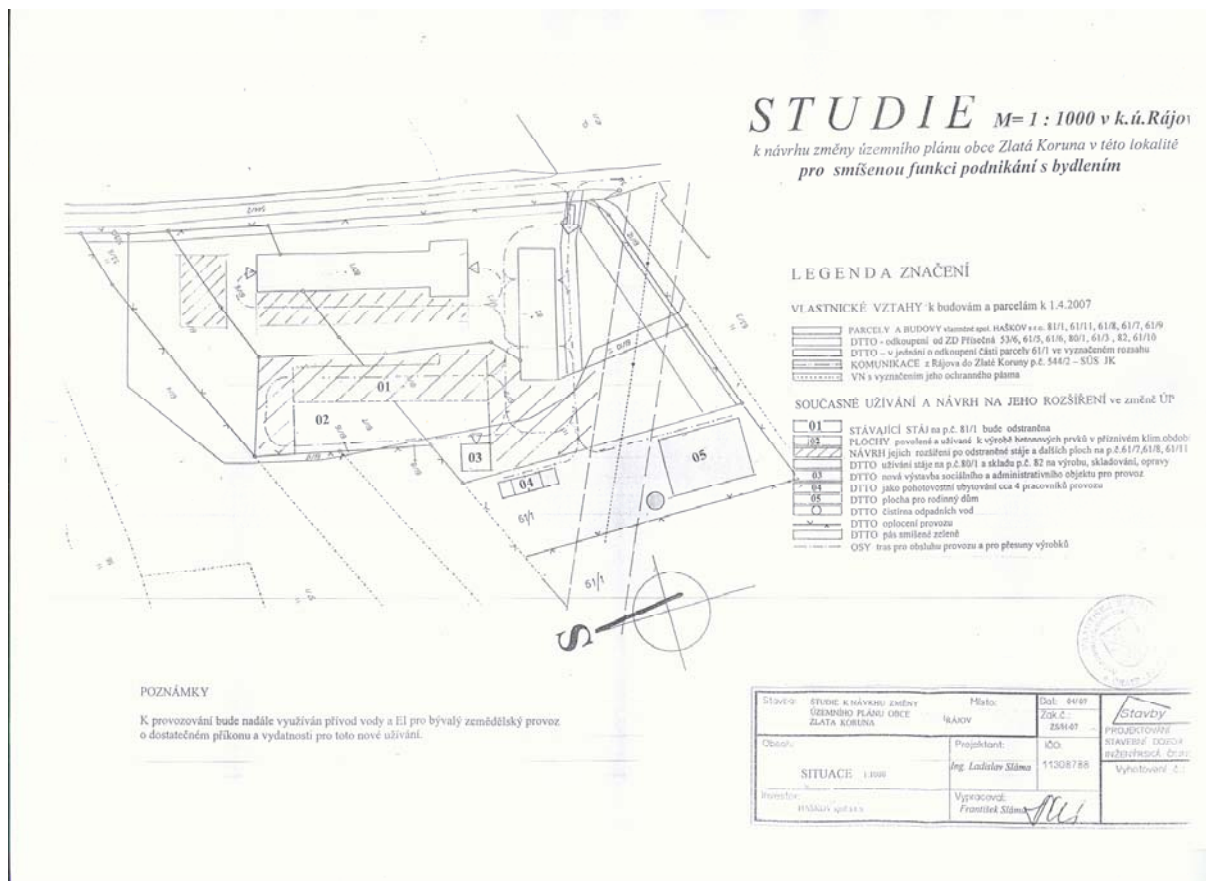 STUDIE M= 1 : 1000 v k.ú.Rájov
k návrhu změny územního plánu obce Zlatá Koruna v této lokalitě
pro smíšenou funkci podnikání s bydlením
LEGENDA ZNAČENÍ
VLASTNICKÉ VZTAHY k budovám a parcelám k 1.4.2007
PARCELY A BUDOVY vlastněné spol. HAŠKOV s r.o. 81/1, 61/11, 61/8, 61/7, 61/9
DTTO - odkoupení od ZD Přísečná 53/6, 61/5, 61/6, 80/1, 61/3 , 82, 61/10
DTTO – v jednání o odkoupení části parcely 61/1 ve vyznačeném rozsahu
KOMUNIKACE z Rájova do Zlaté Koruny p.č. 544/2 – SÚS JK
VN s vyznačením jeho ochranného pásma
SOUČASNÉ UŽÍVÁNÍ A NÁVRH NA JEHO ROZŠÍŘENÍ ve změně ÚP
01 STÁVAJÍCÍ STÁJ na p.č. 81/1 bude odstraněna
02 PLOCHY povolené a užívané k výrobě betonových prvků v příznivém klim.období
NÁVRH jejich rozšíření po odstraněné stáje a dalších ploch na p.č.61/7,61/8, 61/11
DTTO užívání stáje na p.č.80/1 a skladu p.č. 82 na výrobu, skladování, opravy
03 DTTO nová výstavba sociálního a administrativního objektu pro provoz
04 DTTO jako pohotovostní ubytování cca 4 pracovníků provozu
05 DTTO plocha pro rodinný dům
DTTO čistírna odpadních vod
DTTO oplocení provozu
DTTO pás smíšené zeleně
OSY tras pro obsluhu provozu a pro přesuny výrobků
01
02
03
04
05
61/1
61/1
S
POZNÁMKY
K provozování bude nadále využíván přívod vody a El pro bývalý zemědělský provoz
o dostatečném příkonu a vydatnosti pro toto nové užívání.
Stavba: STUDIE K NÁVRHU ZMĚNY
ÚZEMNÍHO PLÁNU OBCE
ZLATÁ KORUNA
Místo:
RÁJOV
Dat: 04/07
Zak.č.:
Stavby
PROJEKTOVÁNÍ
STAVEBNÍ DOZOR
Obsah:
SITUACE 1:1000
Projektant:
Ing. Ladislav Sláma
IČO:
11308788
Vyhotovení č.:
Investor:
Vypracoval:
František Sláma